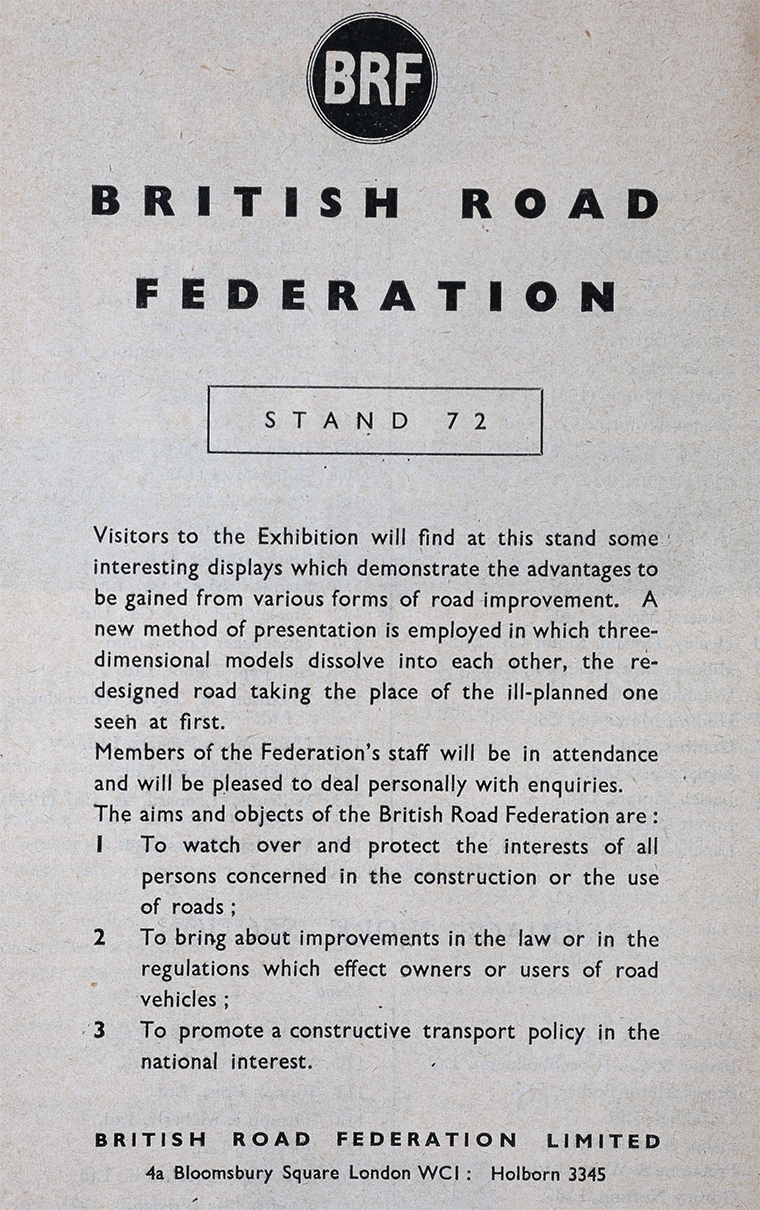 BRF
BRITISH ROAD
FEDERATION
STAND 72
Visitors to the Exhibition will find at this stand some
interesting displays which demonstrate the advantages to
be gained from various forms of road improvement. A
new method of presentation is employed in which three-
dimensional models dissolve into each other, the re-
designed road taking the place of the ill-planned one
seen at first.
Members of the Federation's staff will be in attendance
and will be pleased to deal personally with enquiries.
The aims and objects of the British Road Federation are :
1 To watch over and protect the interests of all
persons concerned in the construction or the use
of roads ;
2 To bring about improvements in the law or in the
regulations which effect owners or users of road
vehicles ;
3 To promote a constructive transport policy in the
national interest.
BRITISH ROAD FEDERATION LIMITED
4a Bloomsbury Square London WC1 : Holborn 3345